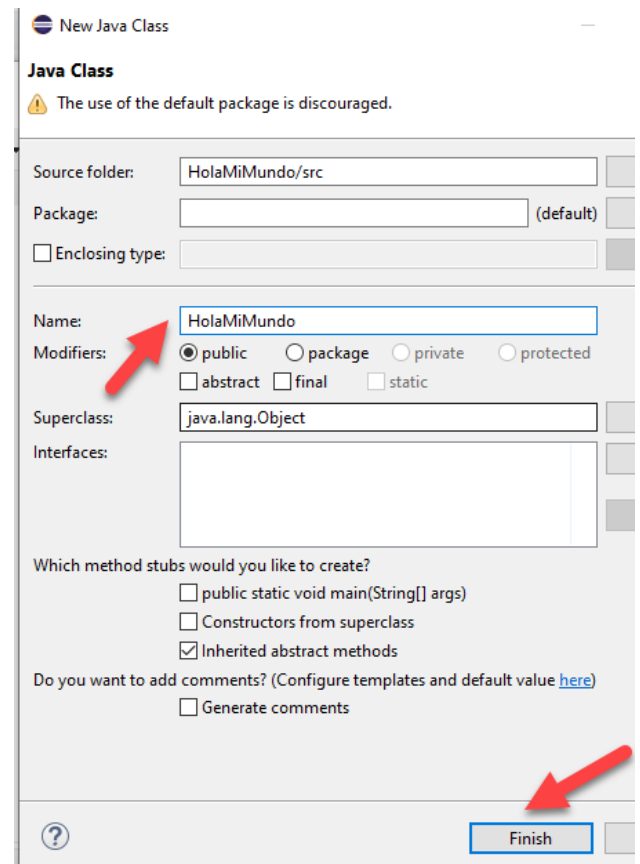 New Java Class
Java Class
The use of the default package is discouraged.
Source folder: HolaMiMundo/src
Package: (default)
Enclosing type:
Name: HolaMiMundo
Modifiers: public package private protected
abstract final static
Superclass: java.lang.Object
Interfaces:
Which method stubs would you like to create?
public static void main(String[] args)
Constructors from superclass
Inherited abstract methods
Do you want to add comments? (Configure templates and default value here)
Generate comments
? Finish